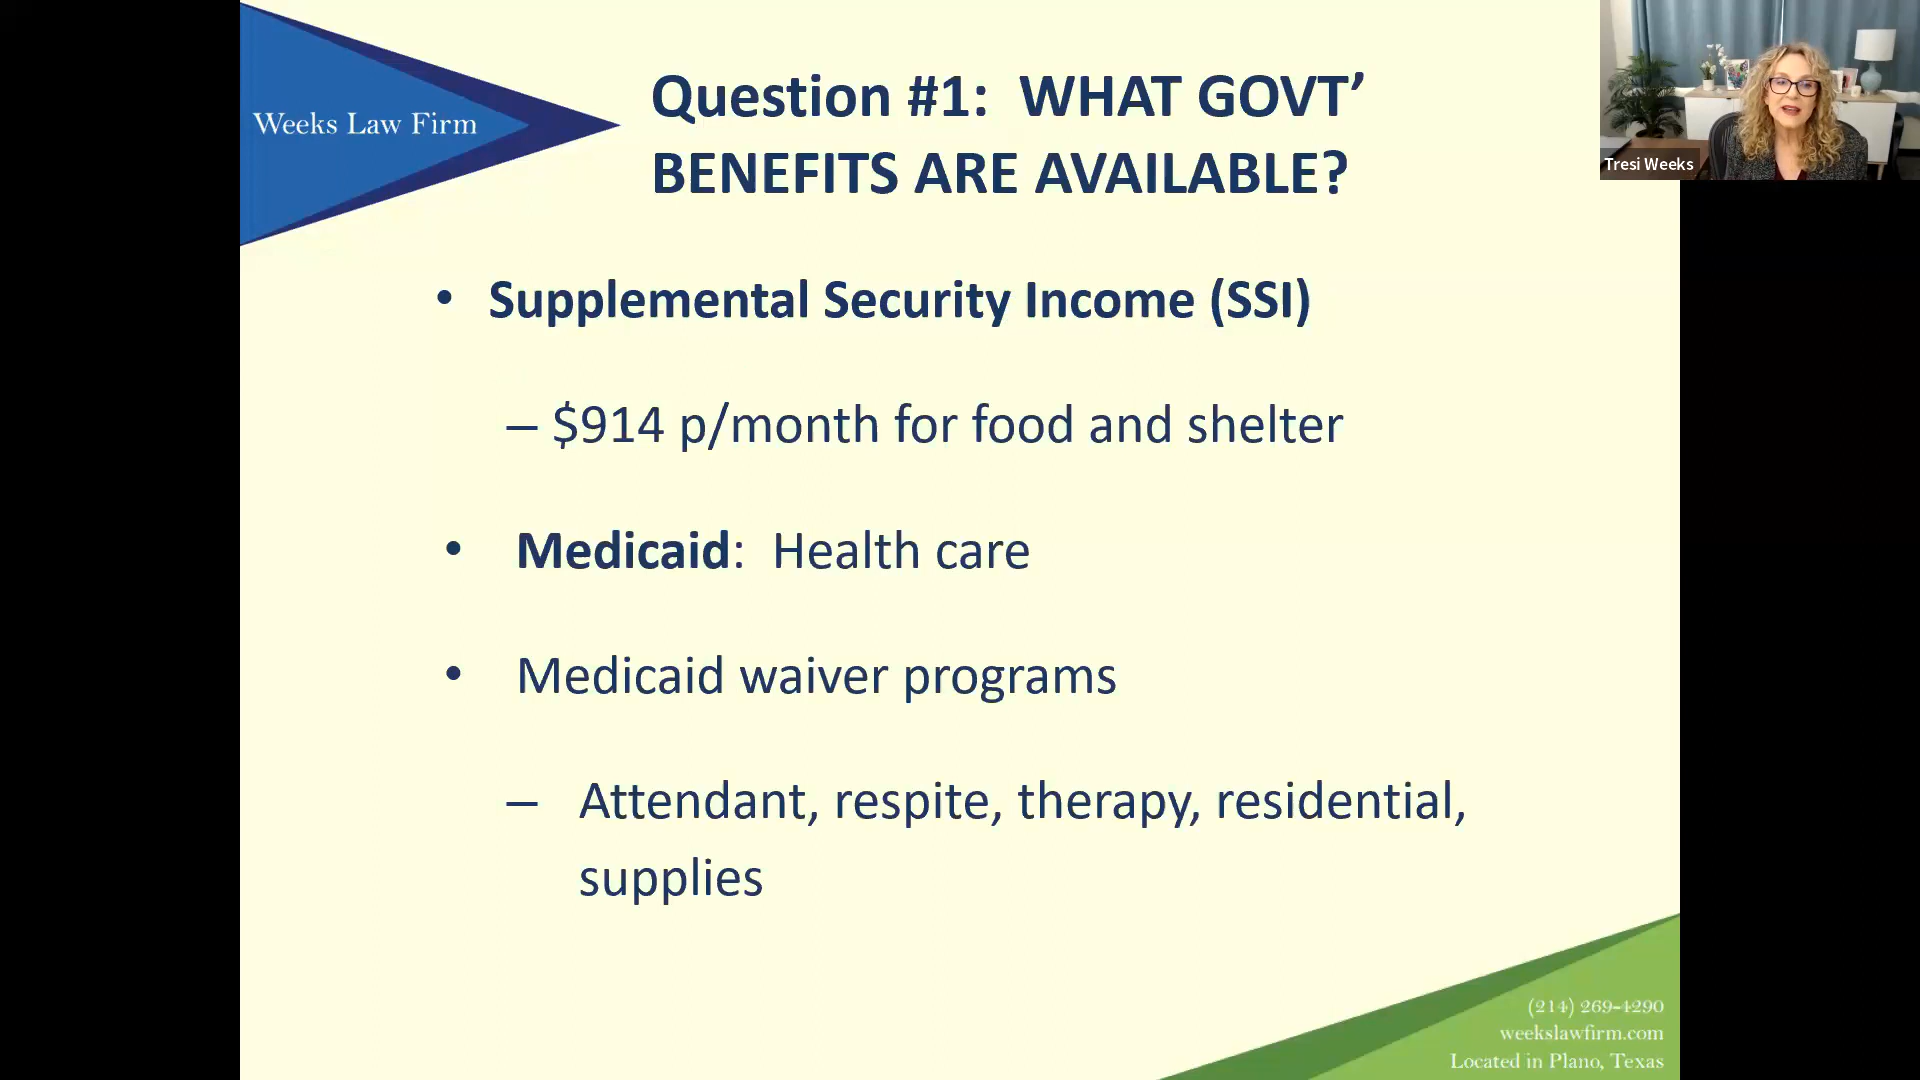 Weeks Law Firm
Question #1:  WHAT GOVT’
BENEFITS ARE AVAILABLE?
Tresi Weeks
• Supplemental Security Income (SSI)
– $914 p/month for food and shelter
• Medicaid:  Health care
• Medicaid waiver programs
– Attendant, respite, therapy, residential,
supplies
(214) 269-4290
weekslawfirm.com
Located in Plano, Texas